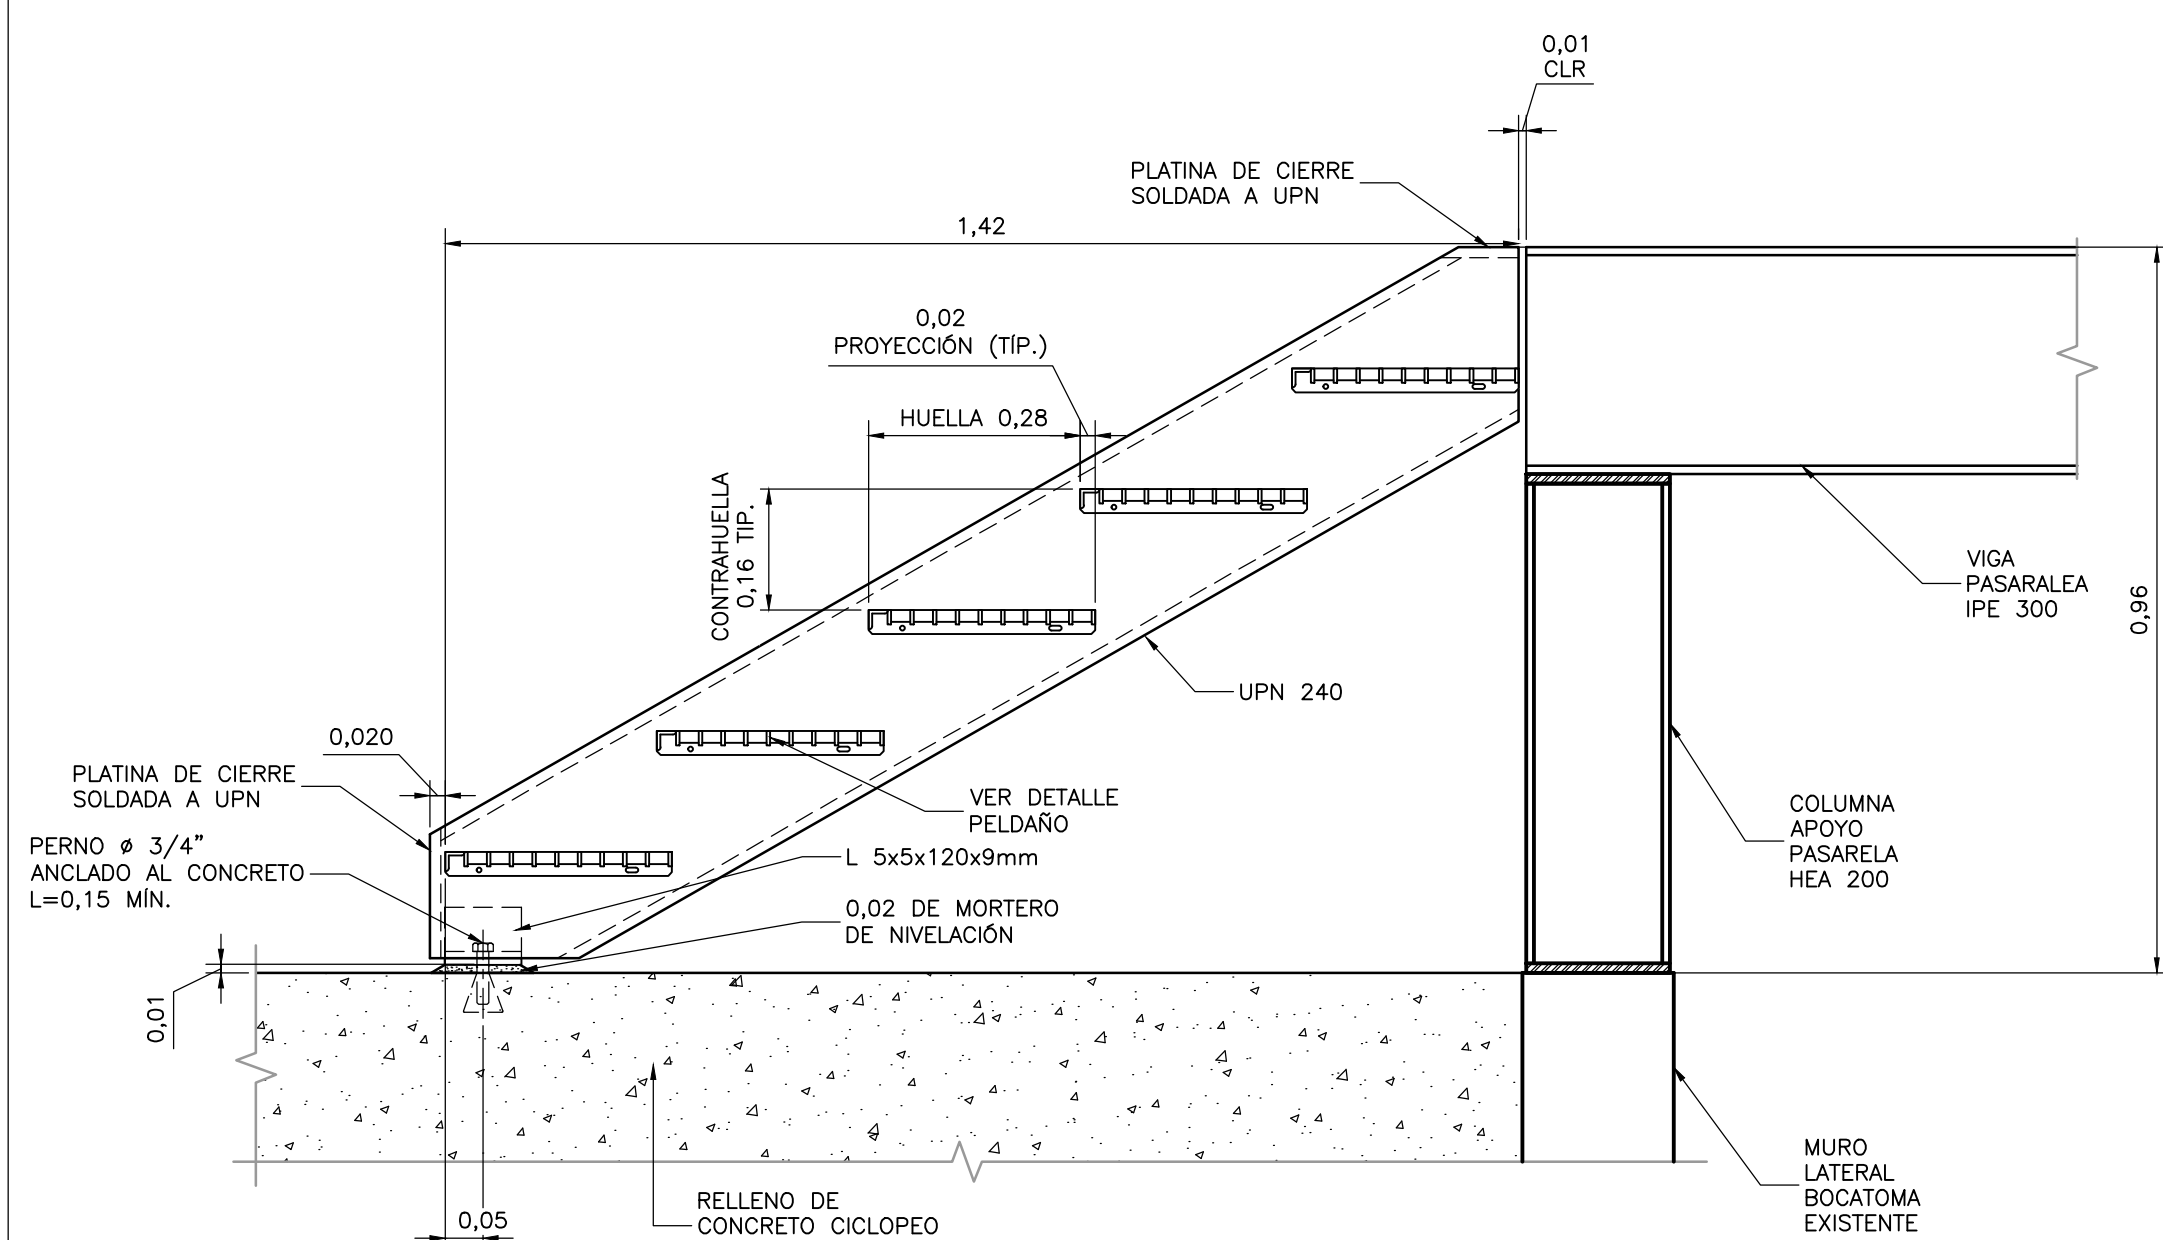 0,01
CLR
PLATINA DE CIERRE
SOLDADA A UPN
1,42
0,02
PROYECCIÓN (TÍP.)
HUELLA 0,28
CONTRAHUELLA
0,16 TIP.
VIGA
PASARALEA
IPE 300
0,96
UPN 240
0,020
PLATINA DE CIERRE
SOLDADA A UPN
VER DETALLE
PELDAÑO
COLUMNA
APOYO
PASARELA
HEA 200
PERNO ø 3/4"
ANCLADO AL CONCRETO
L=0,15 MÍN.
L 5x5x120x9mm
0,02 DE MORTERO
DE NIVELACIÓN
0,01
MURO
LATERAL
BOCATOMA
EXISTENTE
RELLENO DE
CONCRETO CICLOPEO
0,05